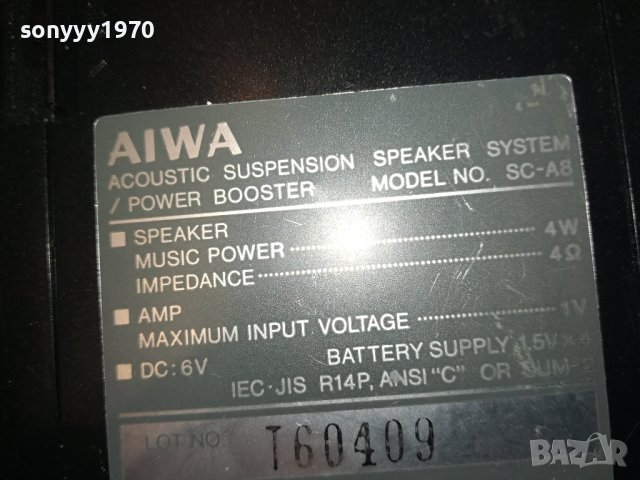 sonyyy1970
AIWA
ACOUSTIC SUSPENSION SPEAKER SYSTEM
/ POWER BOOSTER MODEL NO. SC-A8
■ SPEAKER
MUSIC POWER 4W
IMPEDANCE 4Ω
■ AMP
MAXIMUM INPUT VOLTAGE 1V
■ DC: 6V BATTERY SUPPLY 1.5V × 4
IEC·JIS R14P, ANSI "C" OR SUM-2
LOT NO T60409
BAZAR